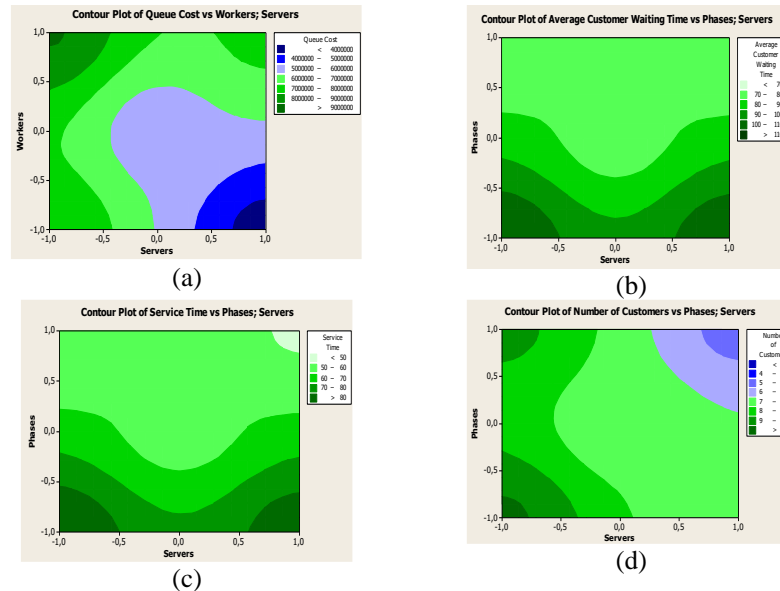 Contour Plot of Queue Cost vs Workers; Servers
Queue Cost
< 4000000
4000000 – 5000000
5000000 – 6000000
6000000 – 7000000
7000000 – 8000000
8000000 – 9000000
> 9000000
1,0
0,5
0,0
-0,5
-1,0
Workers
-1,0 -0,5 0,0 0,5 1,0
Servers
(a)
Contour Plot of Average Customer Waiting Time vs Phases; Servers
Average
Customer
Waiting
Time
< 7
70 – 8
80 – 9
90 – 10
100 – 11
> 11
1,0
0,5
0,0
-0,5
-1,0
Phases
-1,0 -0,5 0,0 0,5 1,0
Servers
(b)
Contour Plot of Service Time vs Phases; Servers
Service
Time
< 50
50 – 60
60 – 70
70 – 80
> 80
1,0
0,5
0,0
-0,5
-1,0
Phases
-1,0 -0,5 0,0 0,5 1,0
Servers
(c)
Contour Plot of Number of Customers vs Phases; Servers
Numbe
of
Custome
<
4 –
5 –
6 –
7 –
8 –
9 –
>
1,0
0,5
0,0
-0,5
-1,0
Phases
-1,0 -0,5 0,0 0,5 1,0
Servers
(d)